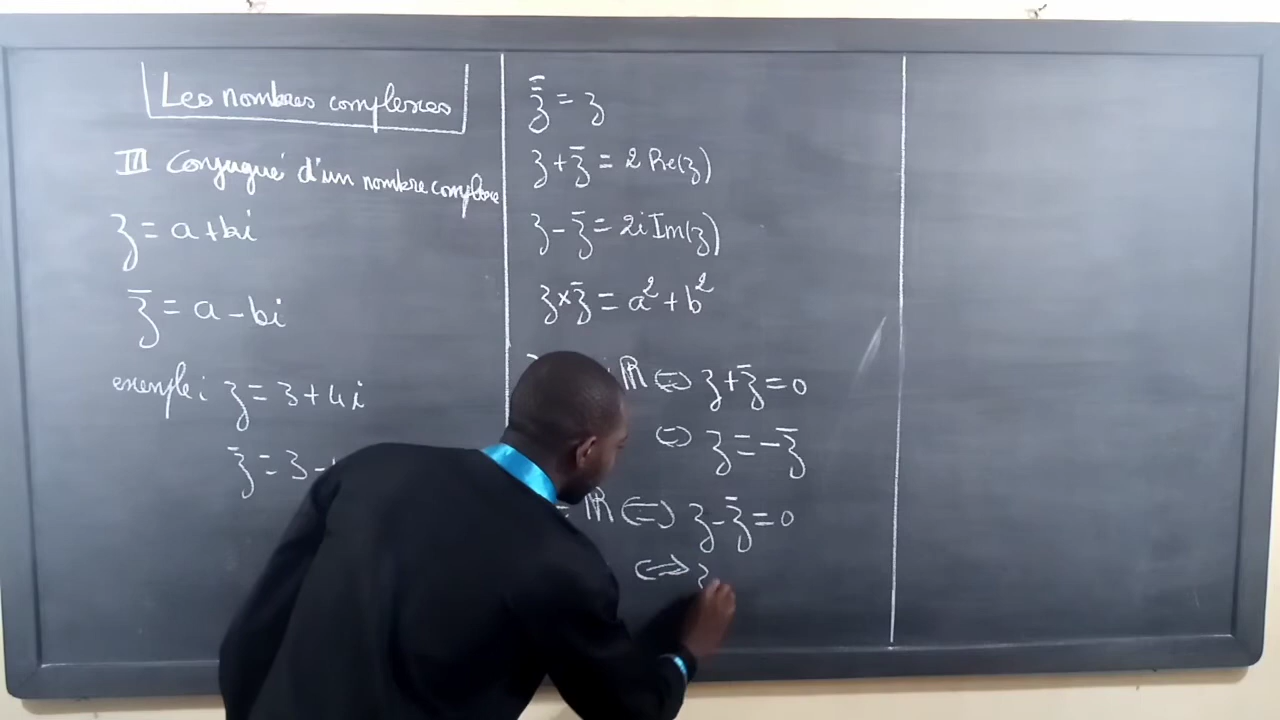 Les nombres complexes
III Conjugué d'un nombre complexe
z = a + bi
z̄ = a - bi
exemple : z = 3 + 4i
z̄ = 3 -
z̿ = z
z + z̄ = 2 Re(z)
z - z̄ = 2i Im(z)
z × z̄ = a² + b²
iℝ ⇔ z + z̄ = 0
⇔ z = - z̄
ℝ ⇔ z - z̄ = 0
⇔ z